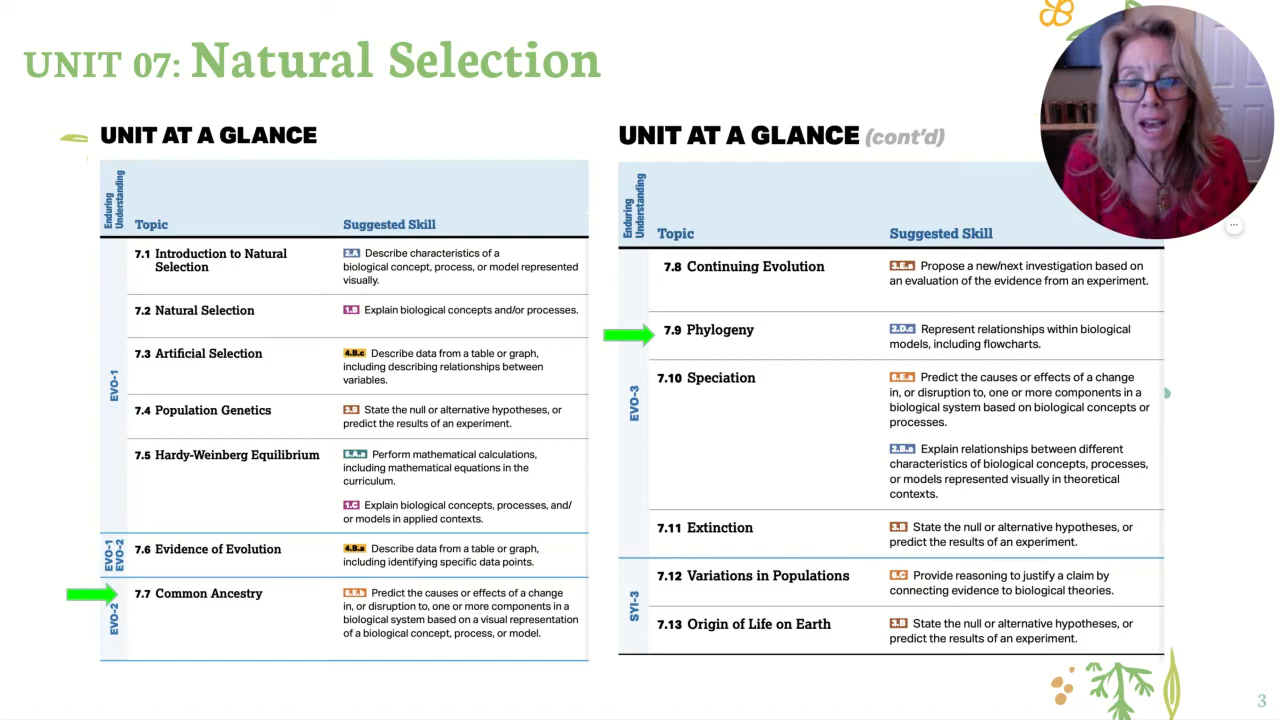 UNIT 07: Natural Selection
UNIT AT A GLANCE
Enduring
Understanding
Topic
Suggested Skill
EVO-1
7.1 Introduction to Natural
Selection
2.A Describe characteristics of a
biological concept, process, or model represented
visually.
7.2 Natural Selection
1.B Explain biological concepts and/or processes.
7.3 Artificial Selection
4.B.c Describe data from a table or graph,
including describing relationships between
variables.
7.4 Population Genetics
3.B State the null or alternative hypotheses, or
predict the results of an experiment.
7.5 Hardy-Weinberg Equilibrium
5.A.a Perform mathematical calculations,
including mathematical equations in the
curriculum.
1.C Explain biological concepts, processes, and/
or models in applied contexts.
EVO-1
EVO-2
7.6 Evidence of Evolution
4.B.a Describe data from a table or graph,
including identifying specific data points.
EVO-2
7.7 Common Ancestry
6.E.b Predict the causes or effects of a change
in, or disruption to, one or more components in a
biological system based on a visual representation
of a biological concept, process, or model.
UNIT AT A GLANCE (cont'd)
Enduring
Understanding
Topic
Suggested Skill
EVO-3
7.8 Continuing Evolution
3.E.a Propose a new/next investigation based on
an evaluation of the evidence from an experiment.
7.9 Phylogeny
2.D.c Represent relationships within biological
models, including flowcharts.
7.10 Speciation
6.E.a Predict the causes or effects of a change
in, or disruption to, one or more components in a
biological system based on biological concepts or
processes.
2.B.a Explain relationships between different
characteristics of biological concepts, processes,
or models represented visually in theoretical
contexts.
7.11 Extinction
3.B State the null or alternative hypotheses, or
predict the results of an experiment.
SYI-3
7.12 Variations in Populations
6.C Provide reasoning to justify a claim by
connecting evidence to biological theories.
7.13 Origin of Life on Earth
3.B State the null or alternative hypotheses, or
predict the results of an experiment.
3